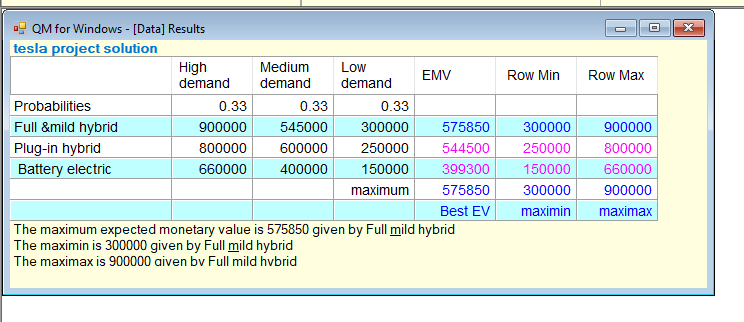 QM for Windows - [Data] Results
tesla project solution
High demand Medium demand Low demand EMV Row Min Row Max
Probabilities 0.33 0.33 0.33
Full &mild hybrid 900000 545000 300000 575850 300000 900000
Plug-in hybrid 800000 600000 250000 544500 250000 800000
Battery electric 660000 400000 150000 399300 150000 660000
maximum 575850 300000 900000
Best EV maximin maximax
The maximum expected monetary value is 575850 given by Full mild hybrid
The maximin is 300000 given by Full mild hybrid
The maximax is 900000 given by Full mild hybrid